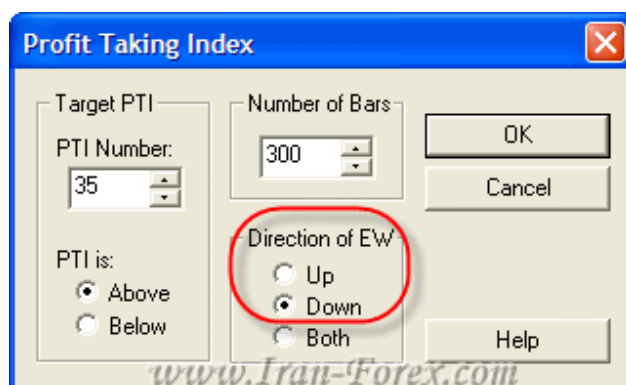 Profit Taking Index
Target PTI
PTI Number:
35
PTI is:
Above
Below
Number of Bars
300
Direction of EW
Up
Down
Both
OK
Cancel
Help
www.Iran-Forex.com